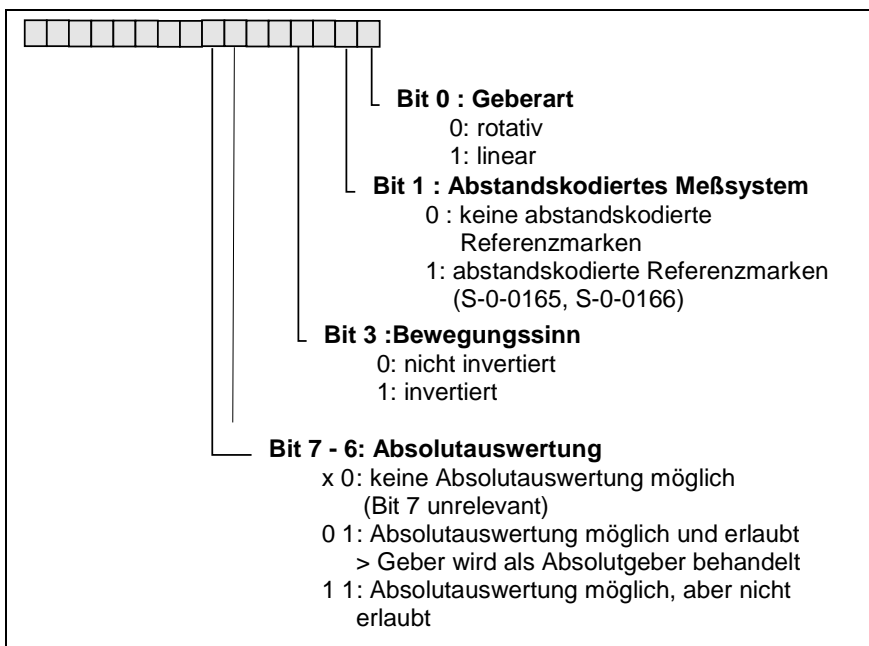 Bit 0 : Geberart
0: rotativ
1: linear
Bit 1 : Abstandskodiertes Meßsystem
0 : keine abstandskodierte
Referenzmarken
1: abstandskodierte Referenzmarken
(S-0-0165, S-0-0166)
Bit 3 :Bewegungssinn
0: nicht invertiert
1: invertiert
Bit 7 - 6: Absolutauswertung
x 0: keine Absolutauswertung möglich
(Bit 7 unrelevant)
0 1: Absolutauswertung möglich und erlaubt
> Geber wird als Absolutgeber behandelt
1 1: Absolutauswertung möglich, aber nicht
erlaubt